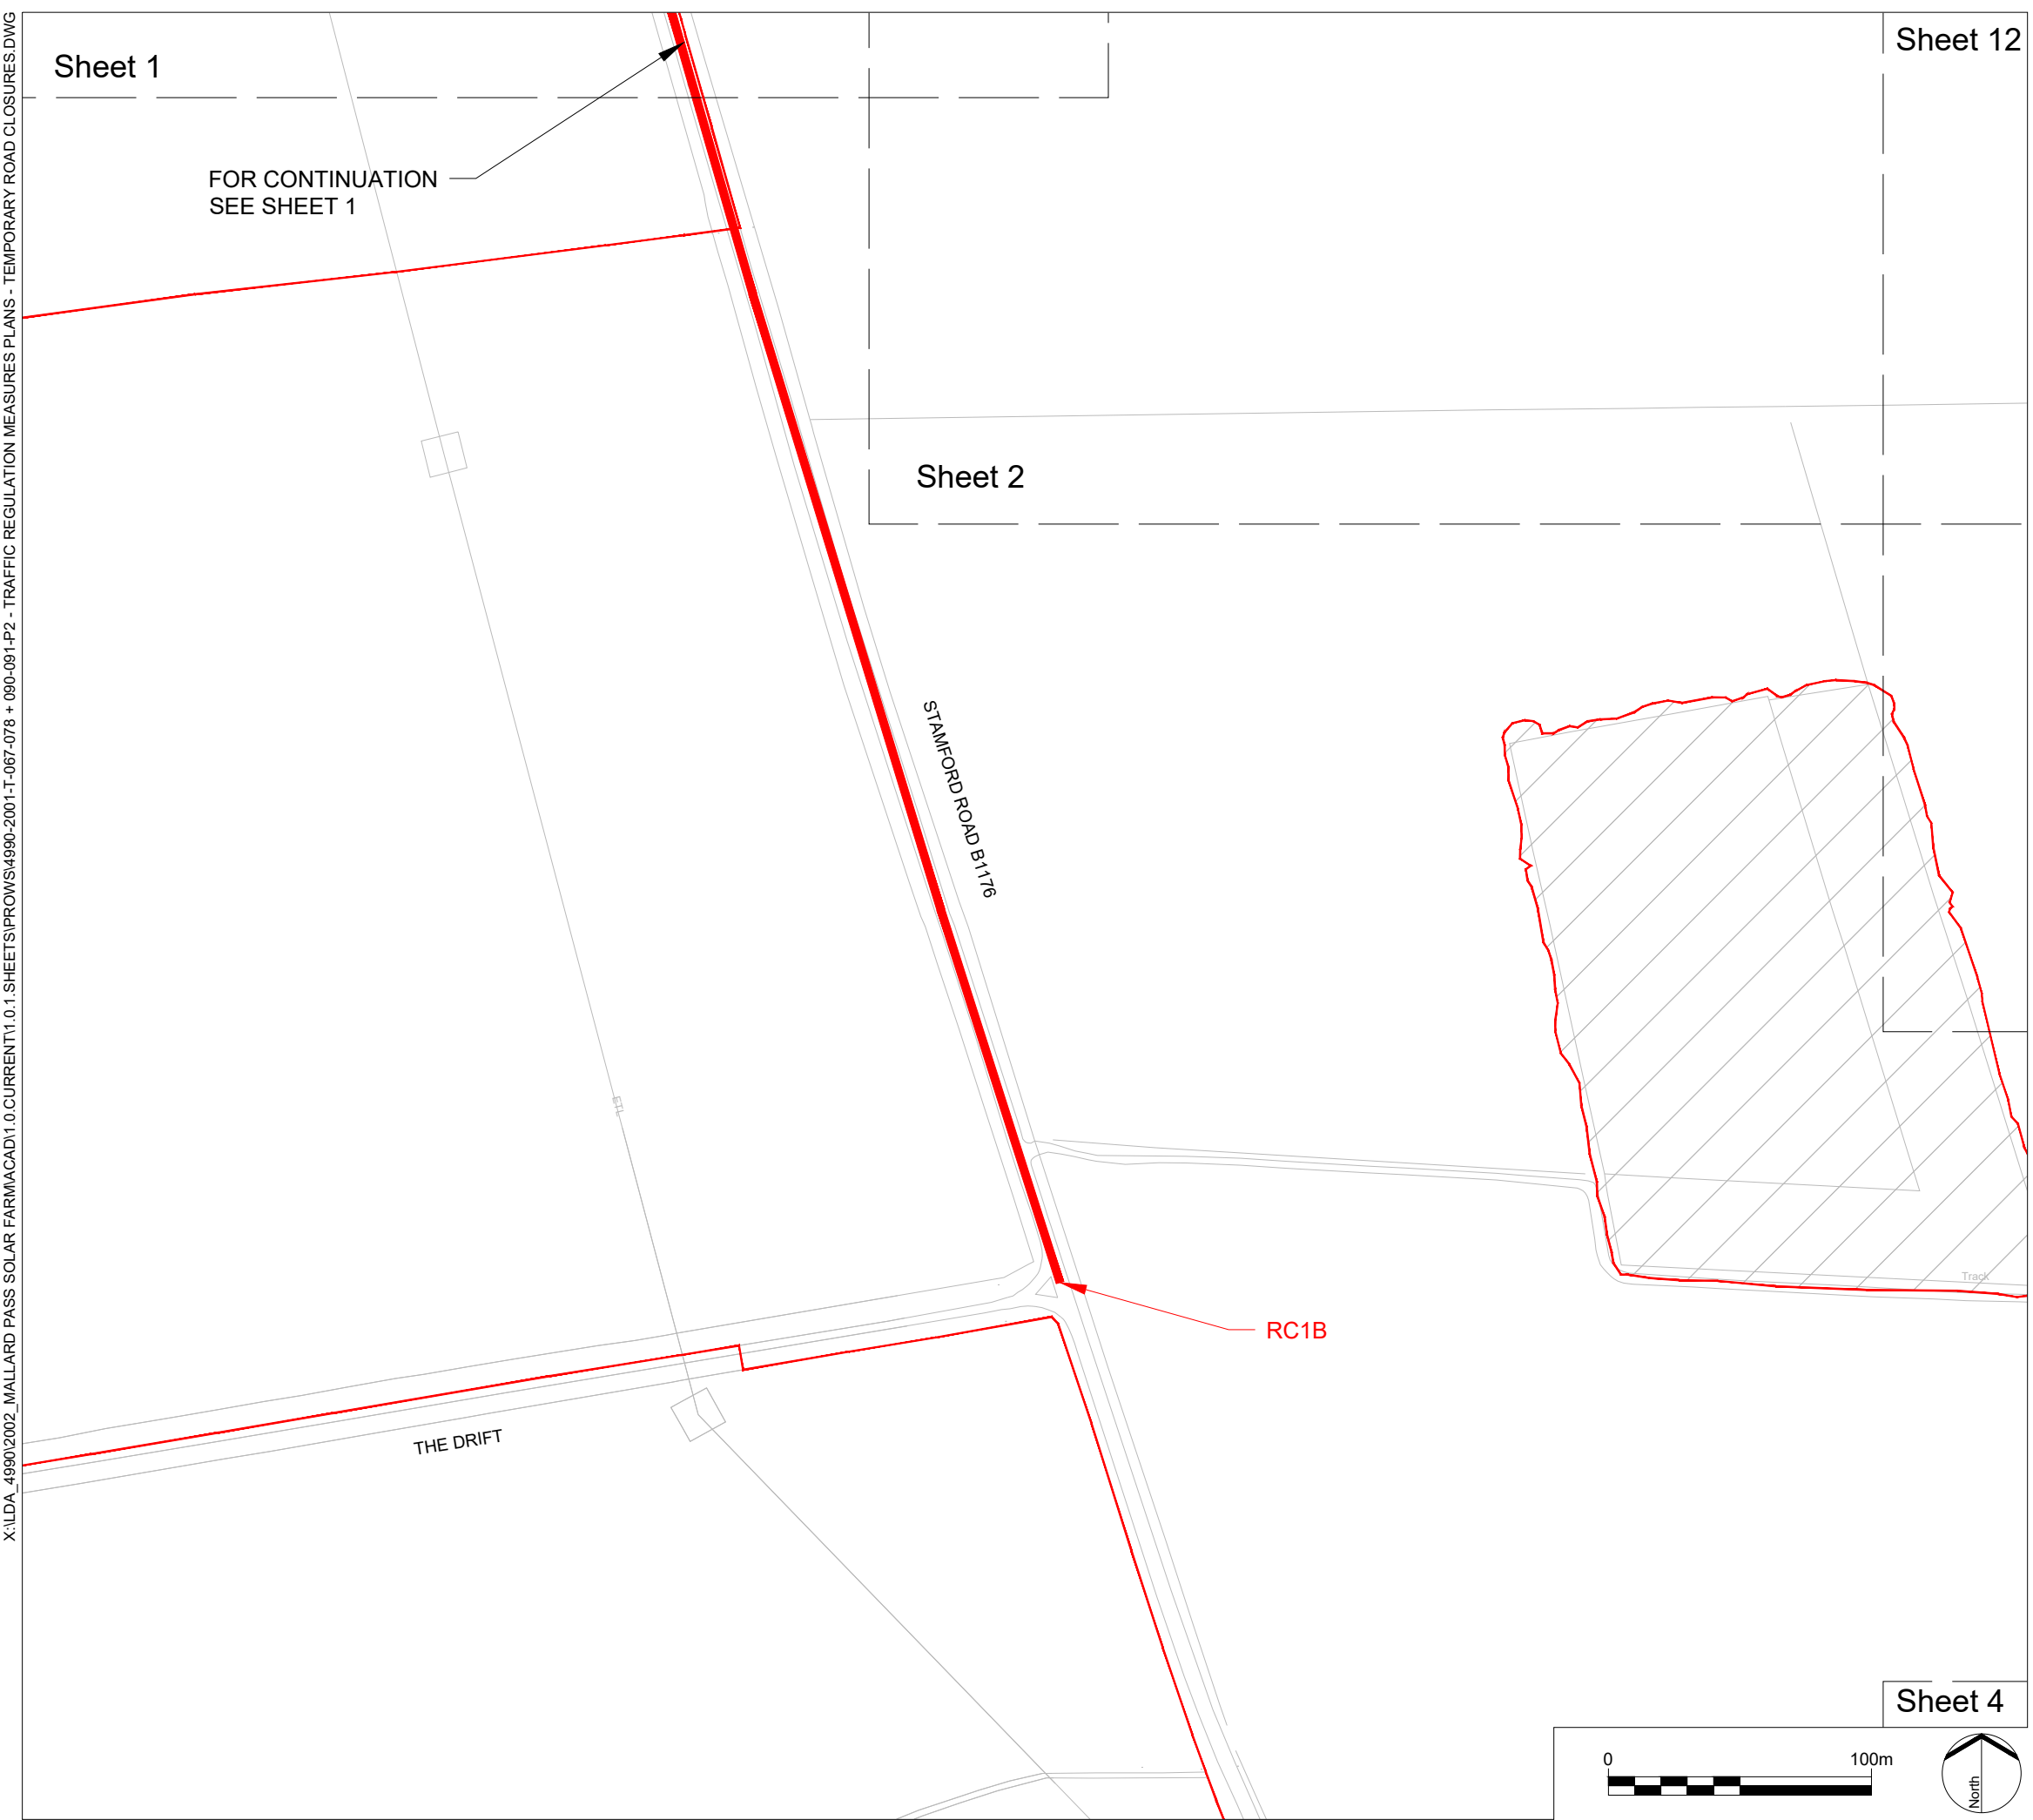 X:\LDA_4990\2002_MALLARD PASS SOLAR FARM\ACAD\1.0.CURRENT\1.0.1.SHEETS\PROWS\4990-2001-T-067-078 + 090-091-P2 - TRAFFIC REGULATION MEASURES PLANS - TEMPORARY ROAD CLOSURES.DWG
Sheet 1
Sheet 12
FOR CONTINUATION
SEE SHEET 1
Sheet 2
STAMFORD ROAD B1176
ETL
Track
RC1B
THE DRIFT
Sheet 4
0
100m
North